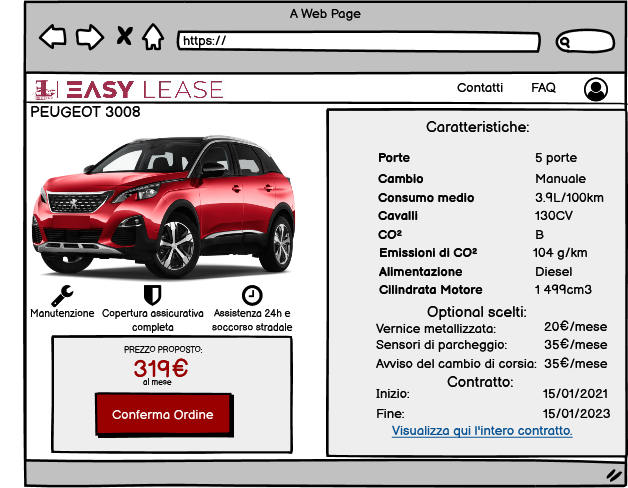 A Web Page
https://
EASY LEASE
Contatti
FAQ
PEUGEOT 3008
Manutenzione
Copertura assicurativa
completa
Assistenza 24h e
soccorso stradale
PREZZO PROPOSTO:
319€
al mese
Conferma Ordine
Caratteristiche:
Porte 5 porte
Cambio Manuale
Consumo medio 3.9L/100km
Cavalli 130CV
CO² B
Emissioni di CO² 104 g/km
Alimentazione Diesel
Cilindrata Motore 1 499cm3
Optional scelti:
Vernice metallizzata: 20€/mese
Sensori di parcheggio: 35€/mese
Avviso del cambio di corsia: 35€/mese
Contratto:
Inizio: 15/01/2021
Fine: 15/01/2023
Visualizza qui l'intero contratto.